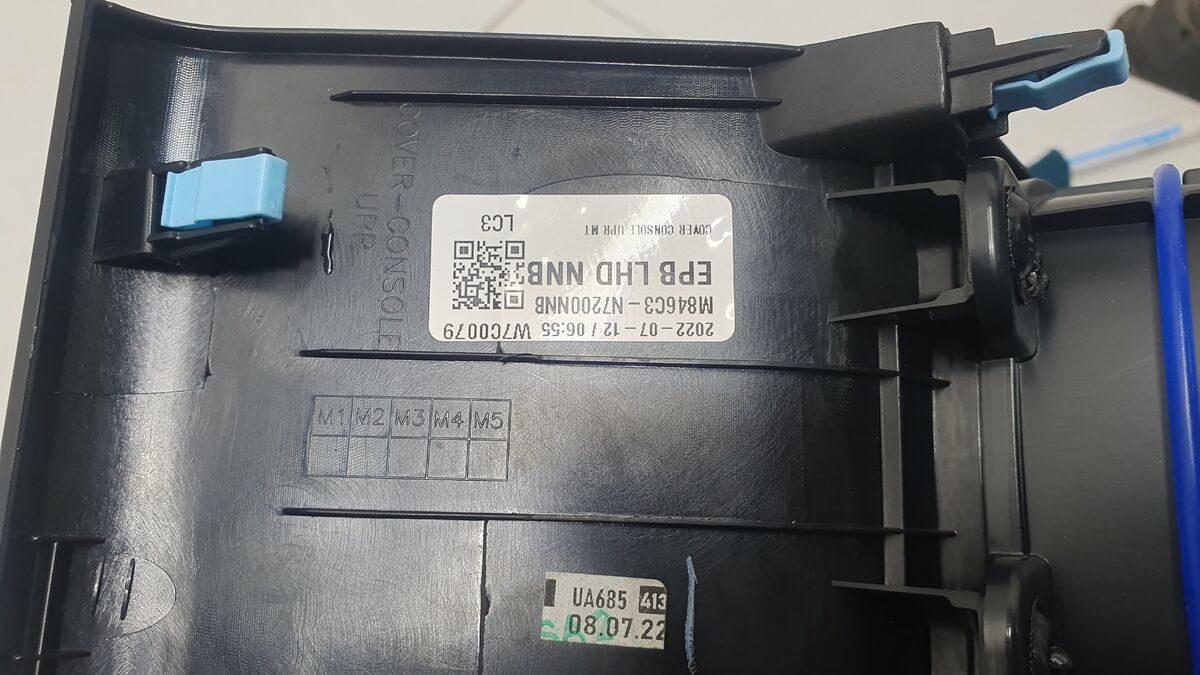 COVER-CONSOLE
UPR
2022-07-12 / 06:55 W7C0079
M846C3-N7200NNB
EPB LHD NNB
COVER CONSOLE UPR MT
LC3
M1 M2 M3 M4 M5
UA685 413
08.07.22